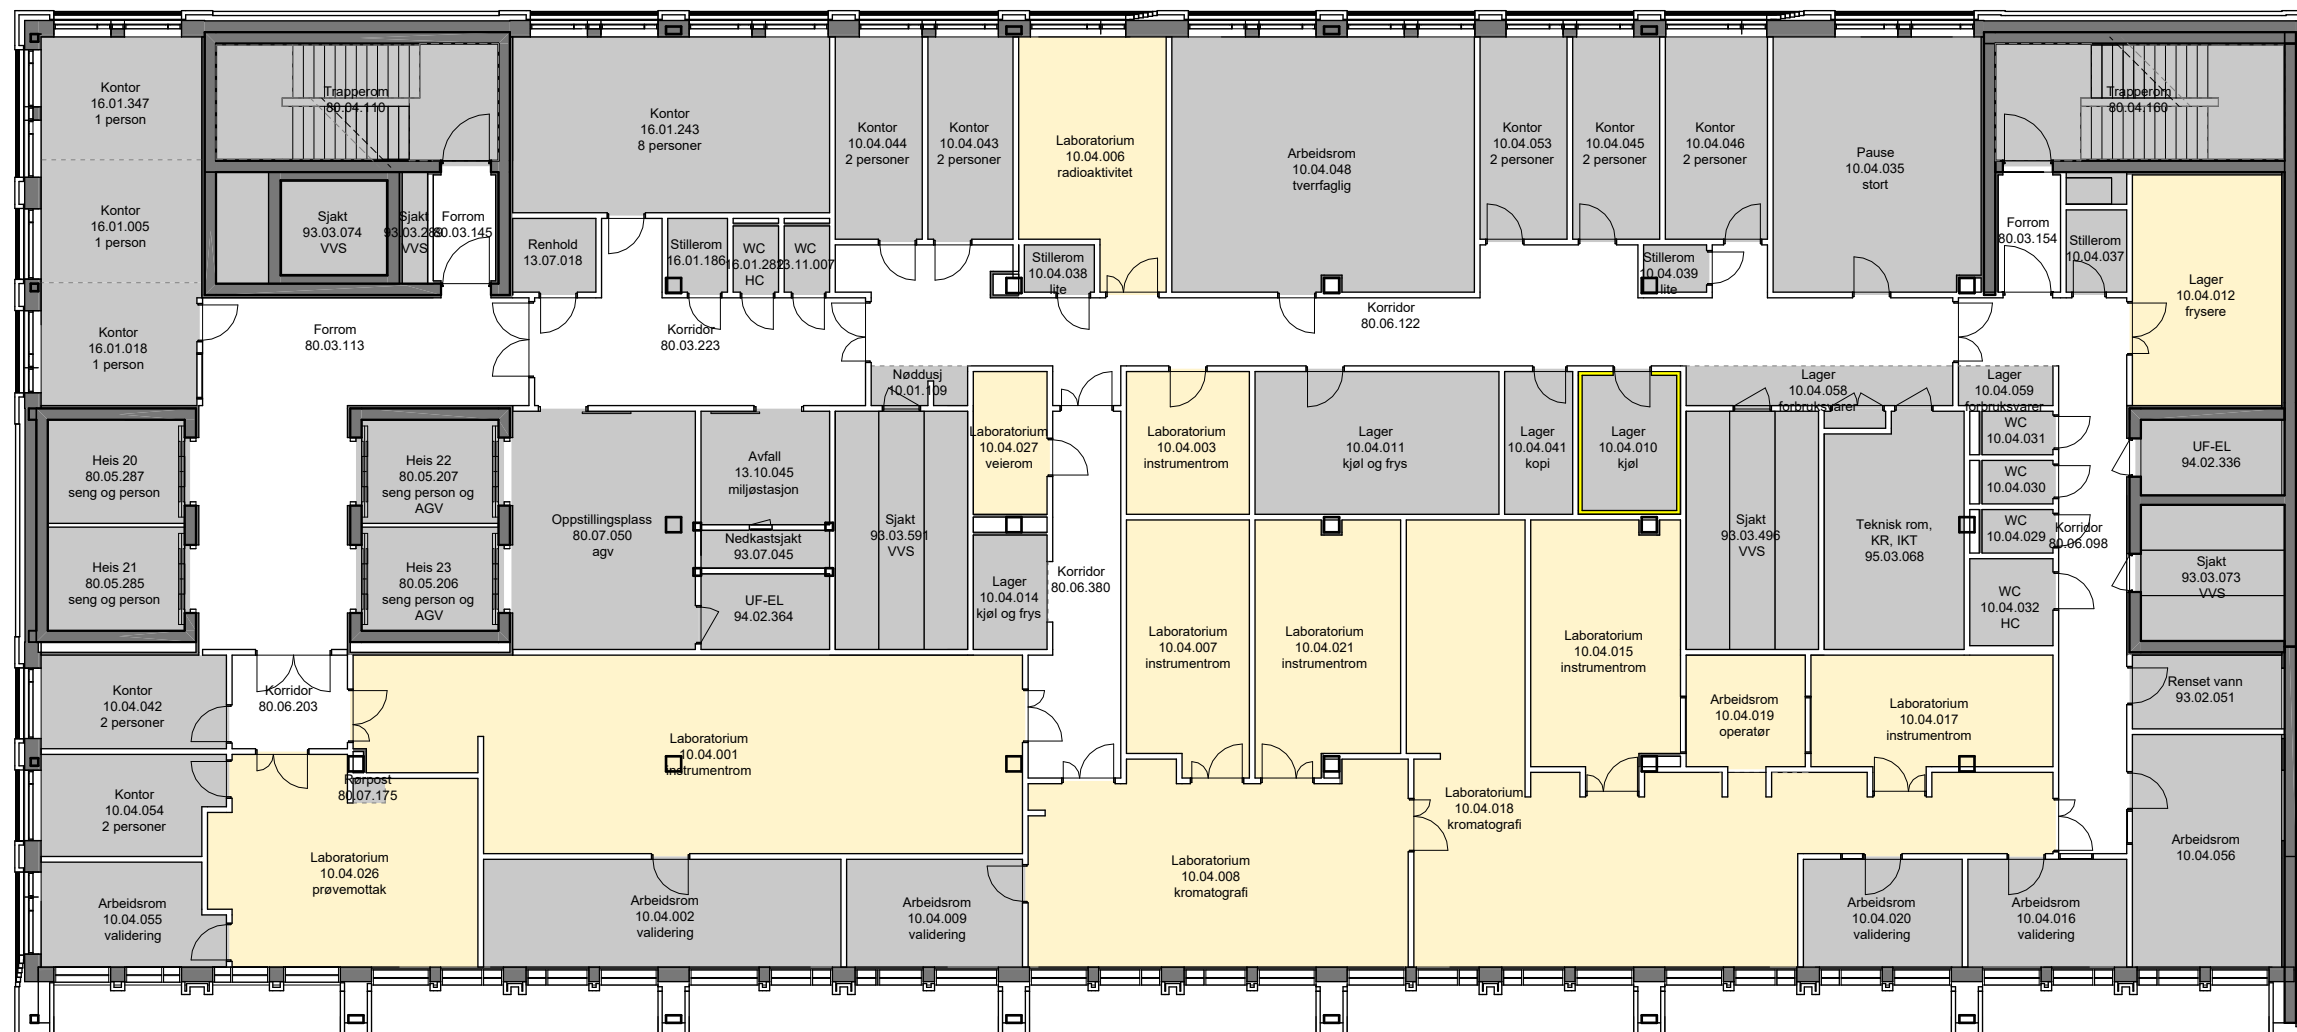 Kontor
16.01.347
1 person
Trapperom
80.04.110
Kontor
16.01.243
8 personer
Kontor
10.04.044
2 personer
Kontor
10.04.043
2 personer
Laboratorium
10.04.006
radioaktivitet
Arbeidsrom
10.04.048
tverrfaglig
Kontor
10.04.053
2 personer
Kontor
10.04.045
2 personer
Kontor
10.04.046
2 personer
Pause
10.04.035
stort
Trapperom
80.04.160
Kontor
16.01.005
1 person
Sjakt
93.03.074
VVS
Sjakt
93.03.289
VVS
Forrom
80.03.145
Renhold
13.07.018
Stillerom
16.01.186
WC
16.01.282
HC
WC
13.11.007
Stillerom
10.04.038
lite
Stillerom
10.04.039
lite
Forrom
80.03.154
Stillerom
10.04.037
Lager
10.04.012
frysere
Kontor
16.01.018
1 person
Forrom
80.03.113
Korridor
80.03.223
Korridor
80.06.122
Nøddusj
10.01.109
Lager
10.04.058
forbruksvarer
Lager
10.04.059
forbruksvarer
Heis 20
80.05.287
seng og person
Heis 22
80.05.207
seng person og
AGV
Oppstillingsplass
80.07.050
agv
Avfall
13.10.045
miljøstasjon
Nedkastsjakt
93.07.045
Sjakt
93.03.591
VVS
Laboratorium
10.04.027
veierom
Laboratorium
10.04.003
instrumentrom
Lager
10.04.011
kjøl og frys
Lager
10.04.041
kopi
Lager
10.04.010
kjøl
Sjakt
93.03.496
VVS
Teknisk rom,
KR, IKT
95.03.068
WC
10.04.031
WC
10.04.030
WC
10.04.029
Korridor
80.06.098
UF-EL
94.02.336
Sjakt
93.03.073
VVS
Heis 21
80.05.285
seng og person
Heis 23
80.05.206
seng person og
AGV
UF-EL
94.02.364
Lager
10.04.014
kjøl og frys
Korridor
80.06.380
WC
10.04.032
HC
Laboratorium
10.04.007
instrumentrom
Laboratorium
10.04.021
instrumentrom
Laboratorium
10.04.015
instrumentrom
Kontor
10.04.042
2 personer
Korridor
80.06.203
Laboratorium
10.04.001
instrumentrom
Arbeidsrom
10.04.019
operatør
Laboratorium
10.04.017
instrumentrom
Renset vann
93.02.051
Kontor
10.04.054
2 personer
Rørpost
80.07.175
Laboratorium
10.04.018
kromatografi
Arbeidsrom
10.04.056
Laboratorium
10.04.026
prøvemottak
Laboratorium
10.04.008
kromatografi
Arbeidsrom
10.04.055
validering
Arbeidsrom
10.04.002
validering
Arbeidsrom
10.04.009
validering
Arbeidsrom
10.04.020
validering
Arbeidsrom
10.04.016
validering